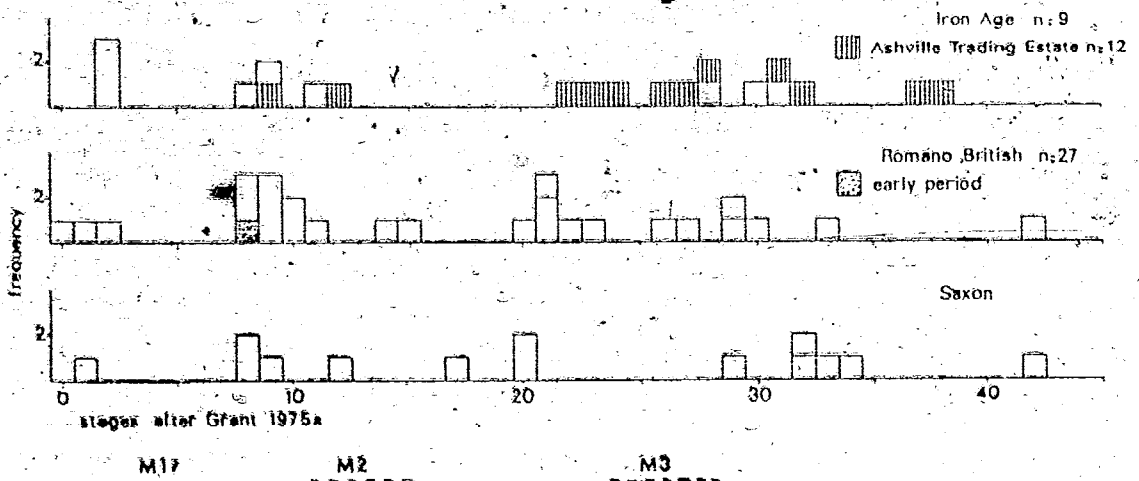 Iron Age n:9
Ashville Trading Estate n:12
2
Romano British n:27
early period
2
frequency
Saxon
2
0 10 20 30 40
stages after Grant 1975a
M1? M2 M3